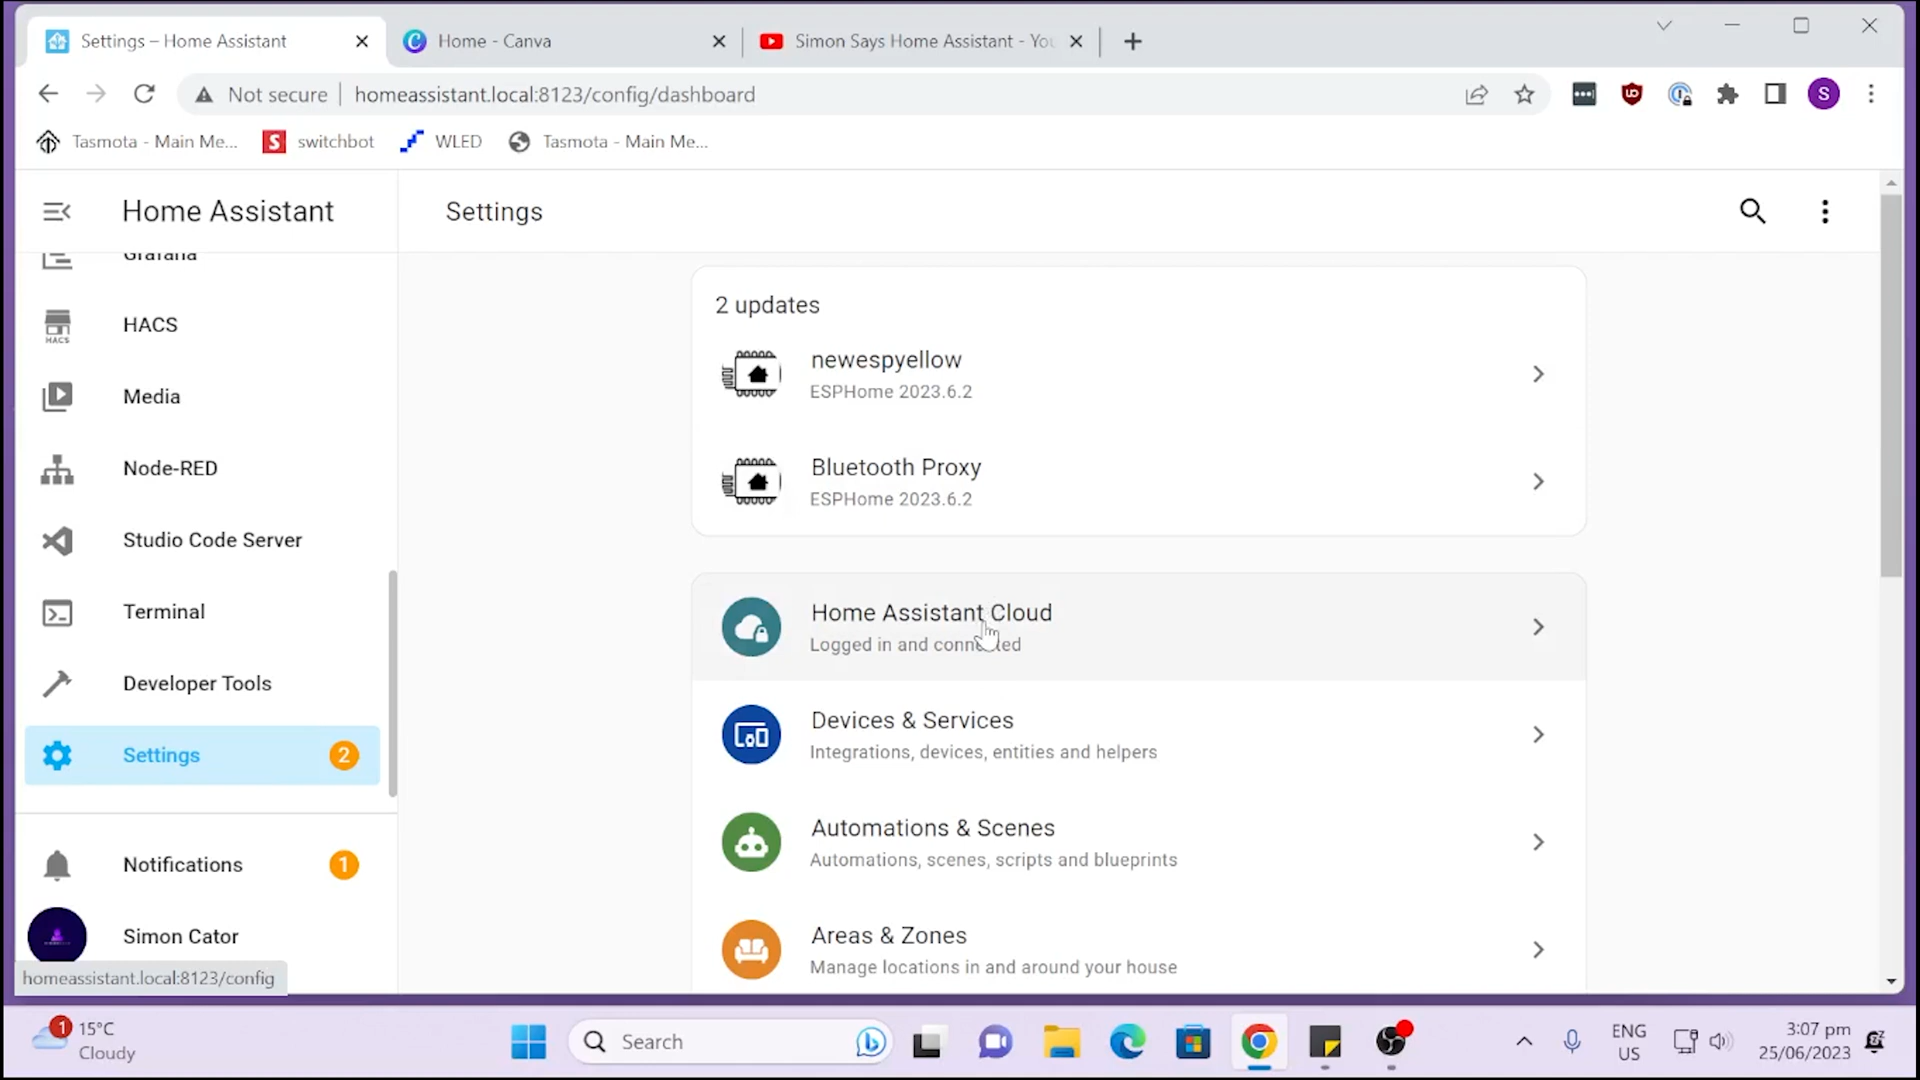 Settings – Home Assistant
Home - Canva
Simon Says Home Assistant - You
Not secure
homeassistant.local:8123/config/dashboard
S
Tasmota - Main Me...
S
switchbot
WLED
Tasmota - Main Me...
Home Assistant
Settings
Grafana
HACS
HACS
Media
Node-RED
Studio Code Server
Terminal
Developer Tools
Settings
2
Notifications
1
Simon Cator
homeassistant.local:8123/config
2 updates
newespyellow
ESPHome 2023.6.2
Bluetooth Proxy
ESPHome 2023.6.2
Home Assistant Cloud
Logged in and connected
Devices & Services
Integrations, devices, entities and helpers
Automations & Scenes
Automations, scenes, scripts and blueprints
Areas & Zones
Manage locations in and around your house
1
15°C
Cloudy
Search
ENG
US
3:07 pm
25/06/2023